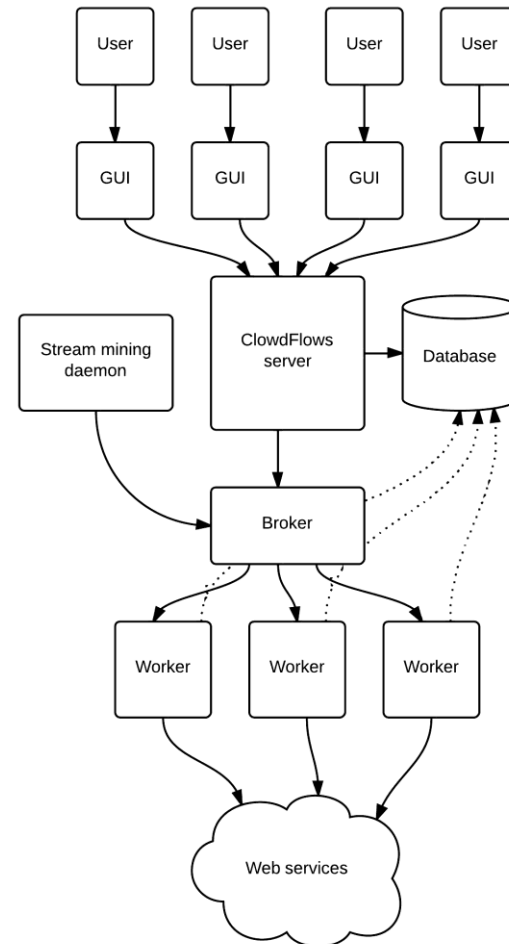 User
User
User
User
GUI
GUI
GUI
GUI
ClowdFlows
server
Stream mining
daemon
Database
Broker
Worker
Worker
Worker
Web services